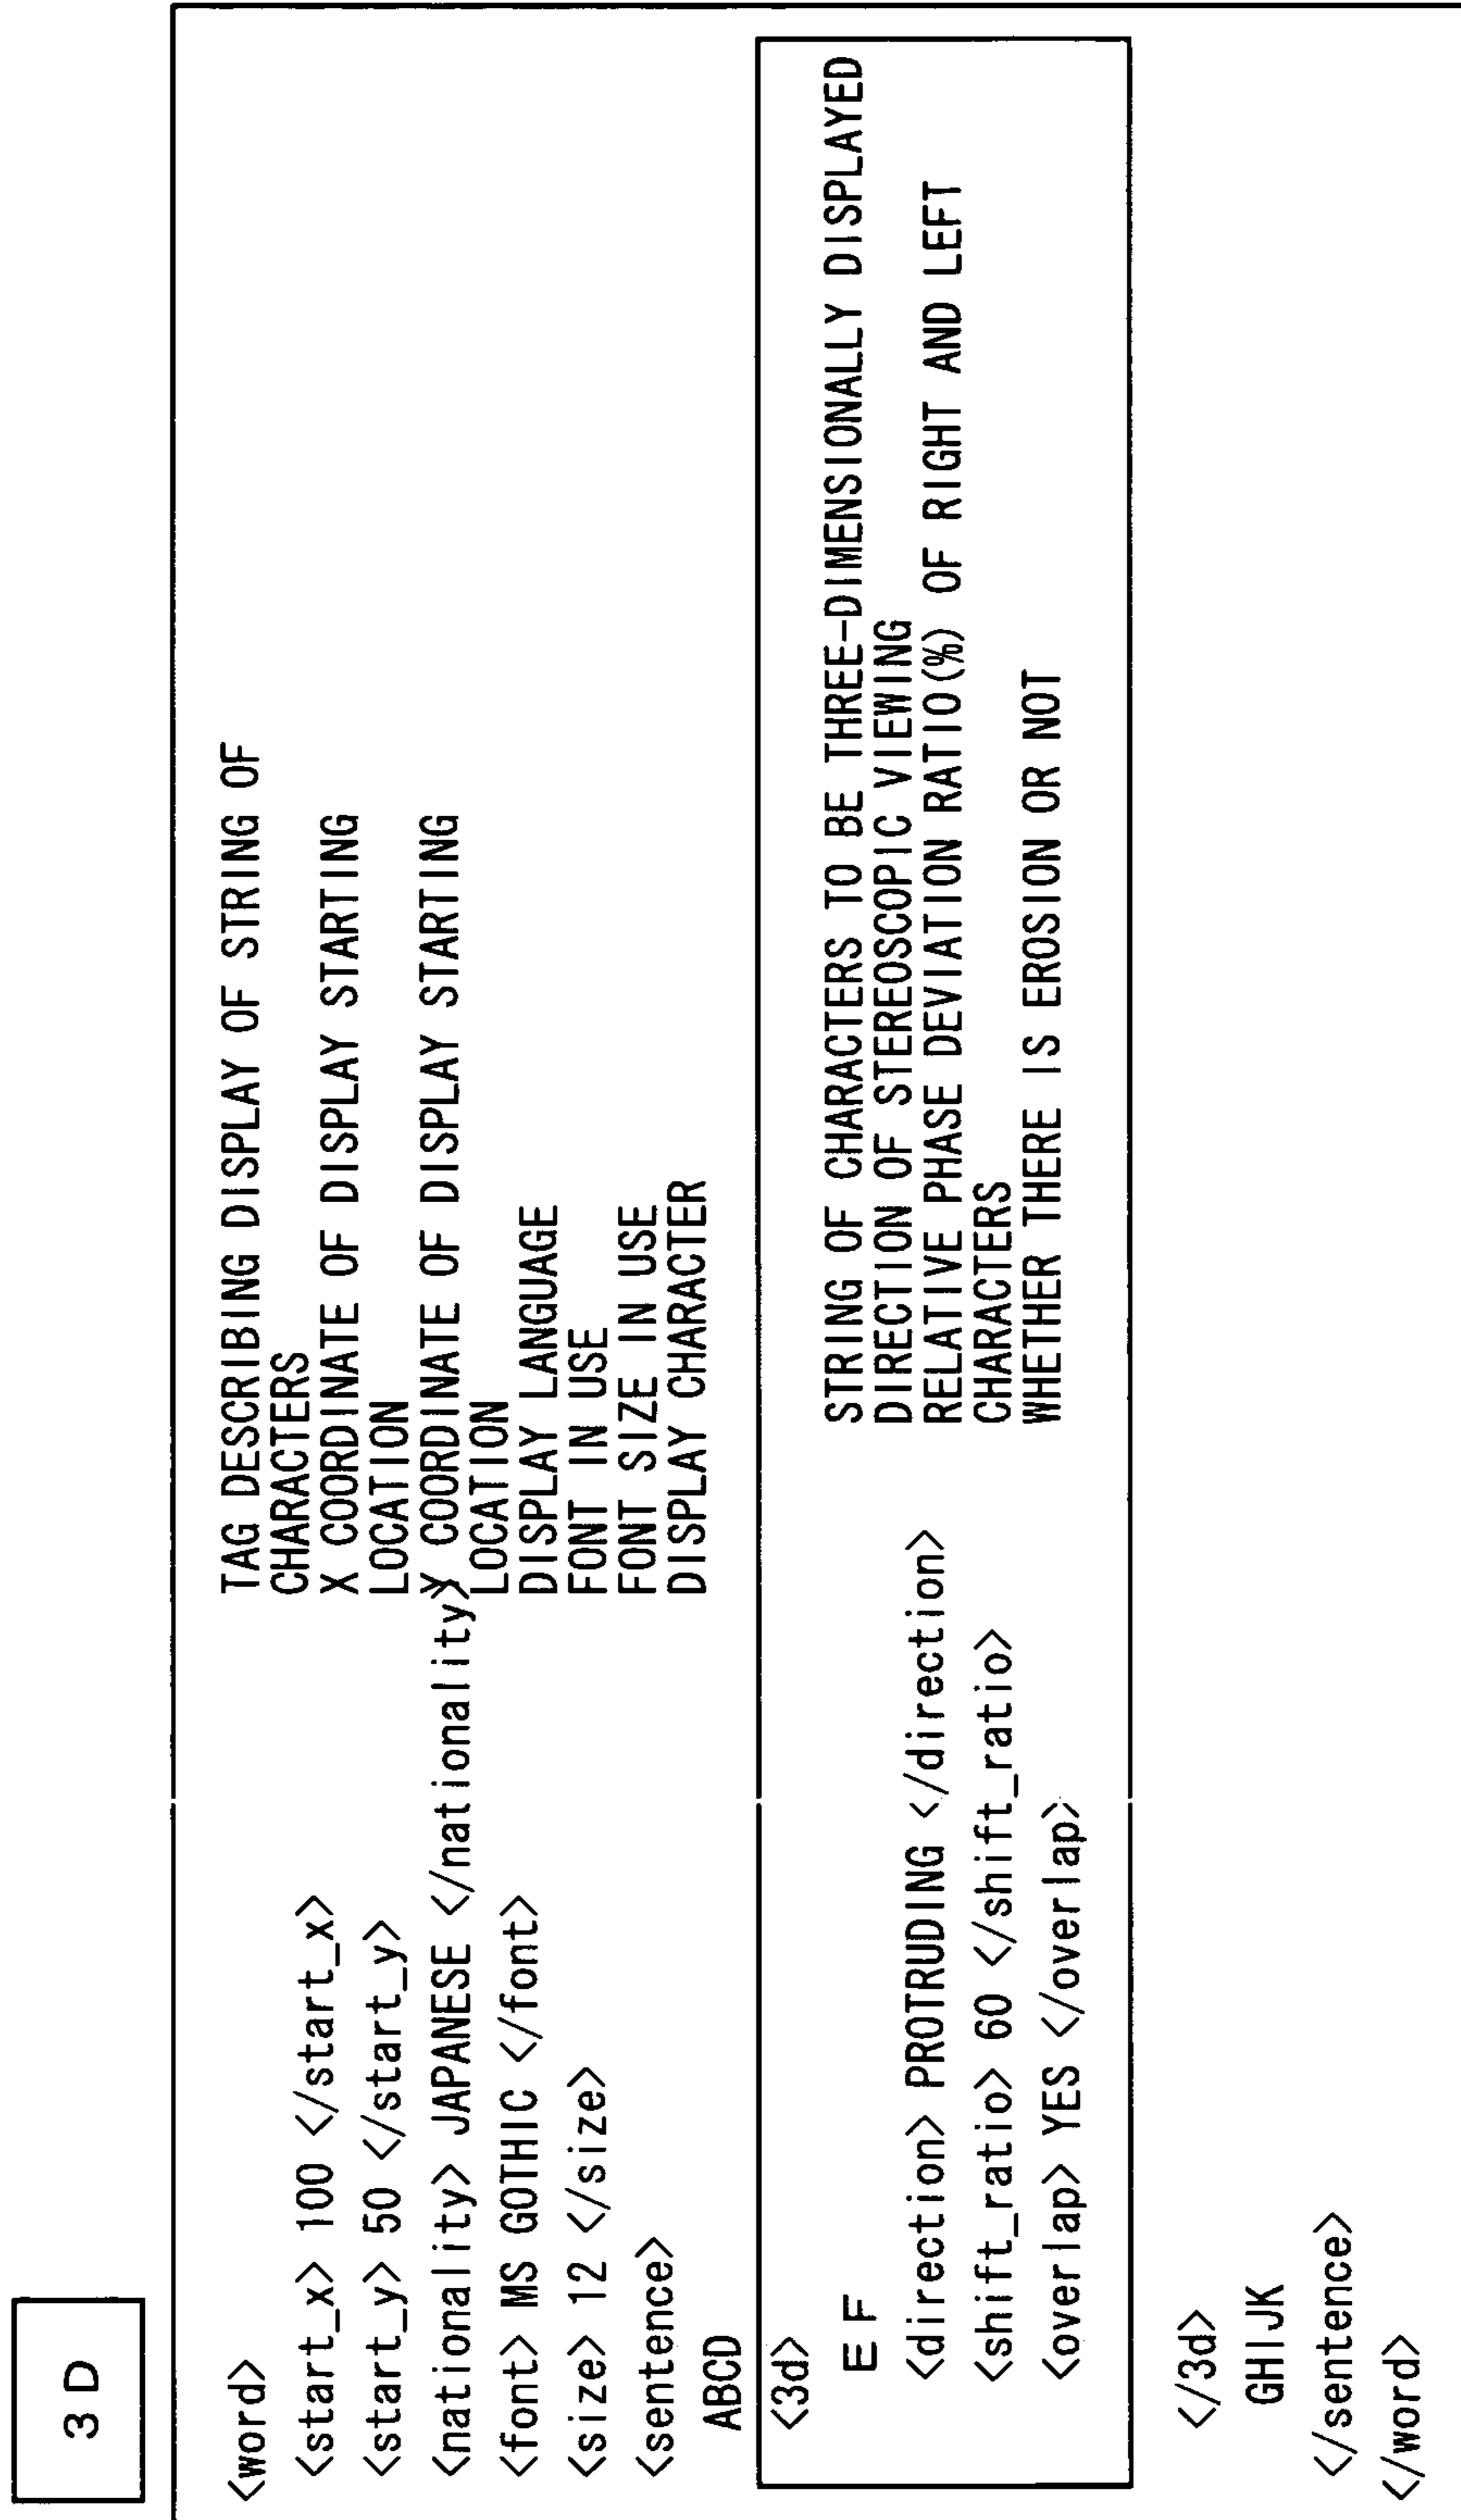 3 D
<word>
<start_x> 100 </start_x>
<start_y> 50 </start_y>
<nationality> JAPANESE </nationality>
<font> MS GOTHIC </font>
<size> 12 </size>
<sentence>
ABCD
TAG DESCRIBING DISPLAY OF STRING OF
CHARACTERS
X COORDINATE OF DISPLAY STARTING
LOCATION
Y COORDINATE OF DISPLAY STARTING
LOCATION
DISPLAY LANGUAGE
FONT IN USE
FONT SIZE IN USE
DISPLAY CHARACTER
<3d>
E F
<direction> PROTRUDING </direction>
<shift_ratio> 60 </shift_ratio>
<overlap> YES </overlap>
STRING OF CHARACTERS TO BE THREE-DIMENSIONALLY DISPLAYED
DIRECTION OF STEREOSCOPIC VIEWING
RELATIVE PHASE DEVIATION RATIO(%) OF RIGHT AND LEFT
CHARACTERS
WHETHER THERE IS EROSION OR NOT
</3d>
GHIJK
</sentence>
</word>